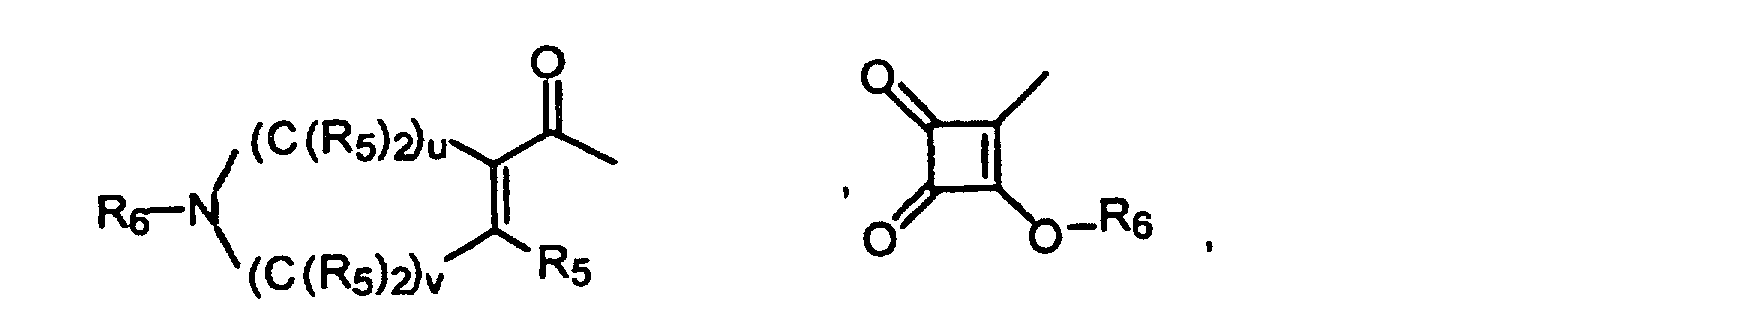 O
O
(C(R5)2)u
R6 N
O
O R6
(C(R5)2)v R5
, ,